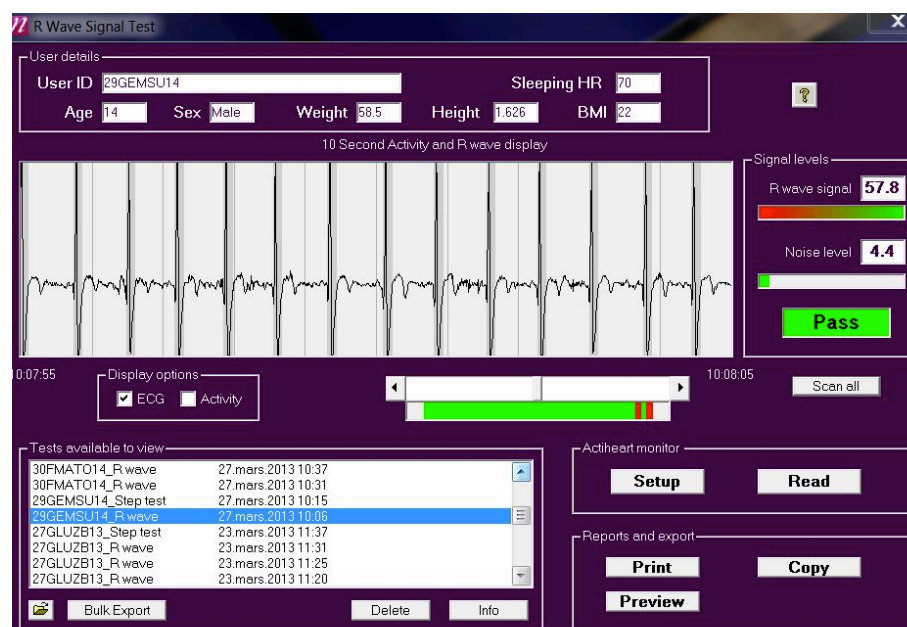 n R Wave Signal Test X
User details
User ID 29GEMSU14 Sleeping HR 70
Age 14 Sex Male Weight 58.5 Height 1.626 BMI 22
?
10 Second Activity and R wave display
Signal levels
R wave signal 57.8
Noise level 4.4
Pass
10:07:55 10:08:05
Display options
ECG Activity
Scan all
Tests available to view
30FMATO14_R wave 27.mars.2013 10:37
30FMATO14_R wave 27.mars.2013 10:31
29GEMSU14_Step test 27.mars.2013 10:15
29GEMSU14_R wave 27.mars.2013 10:06
27GLUZB13_Step test 23.mars.2013 11:37
27GLUZB13_R wave 23.mars.2013 11:31
27GLUZB13_R wave 23.mars.2013 11:25
27GLUZB13_R wave 23.mars.2013 11:20
Bulk Export Delete Info
Actiheart monitor
Setup Read
Reports and export
Print Copy
Preview